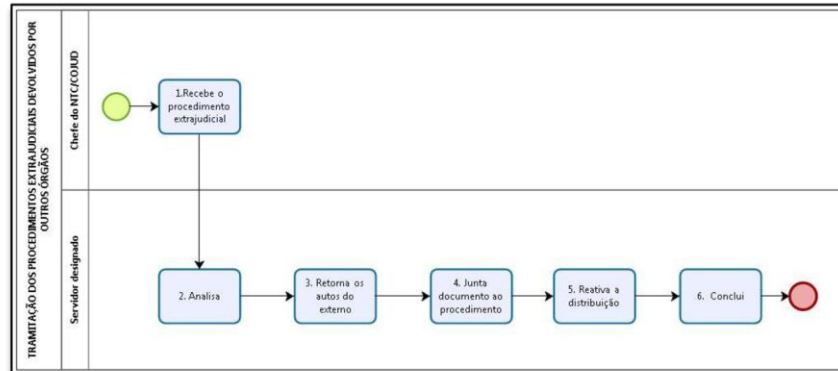 TRAMITAÇÃO DOS PROCEDIMENTOS EXTRAJUDICIAIS DEVOLVIDOS POR
OUTROS ÓRGÃOS
Chefe do NTC/COJUD
1.Recebe o
procedimento
extrajudicial
Servidor designado
2. Analisa
3. Retorna os
autos do
externo
4. Junta
documento ao
procedimento
5. Reativa a
distribuição
6. Conclui